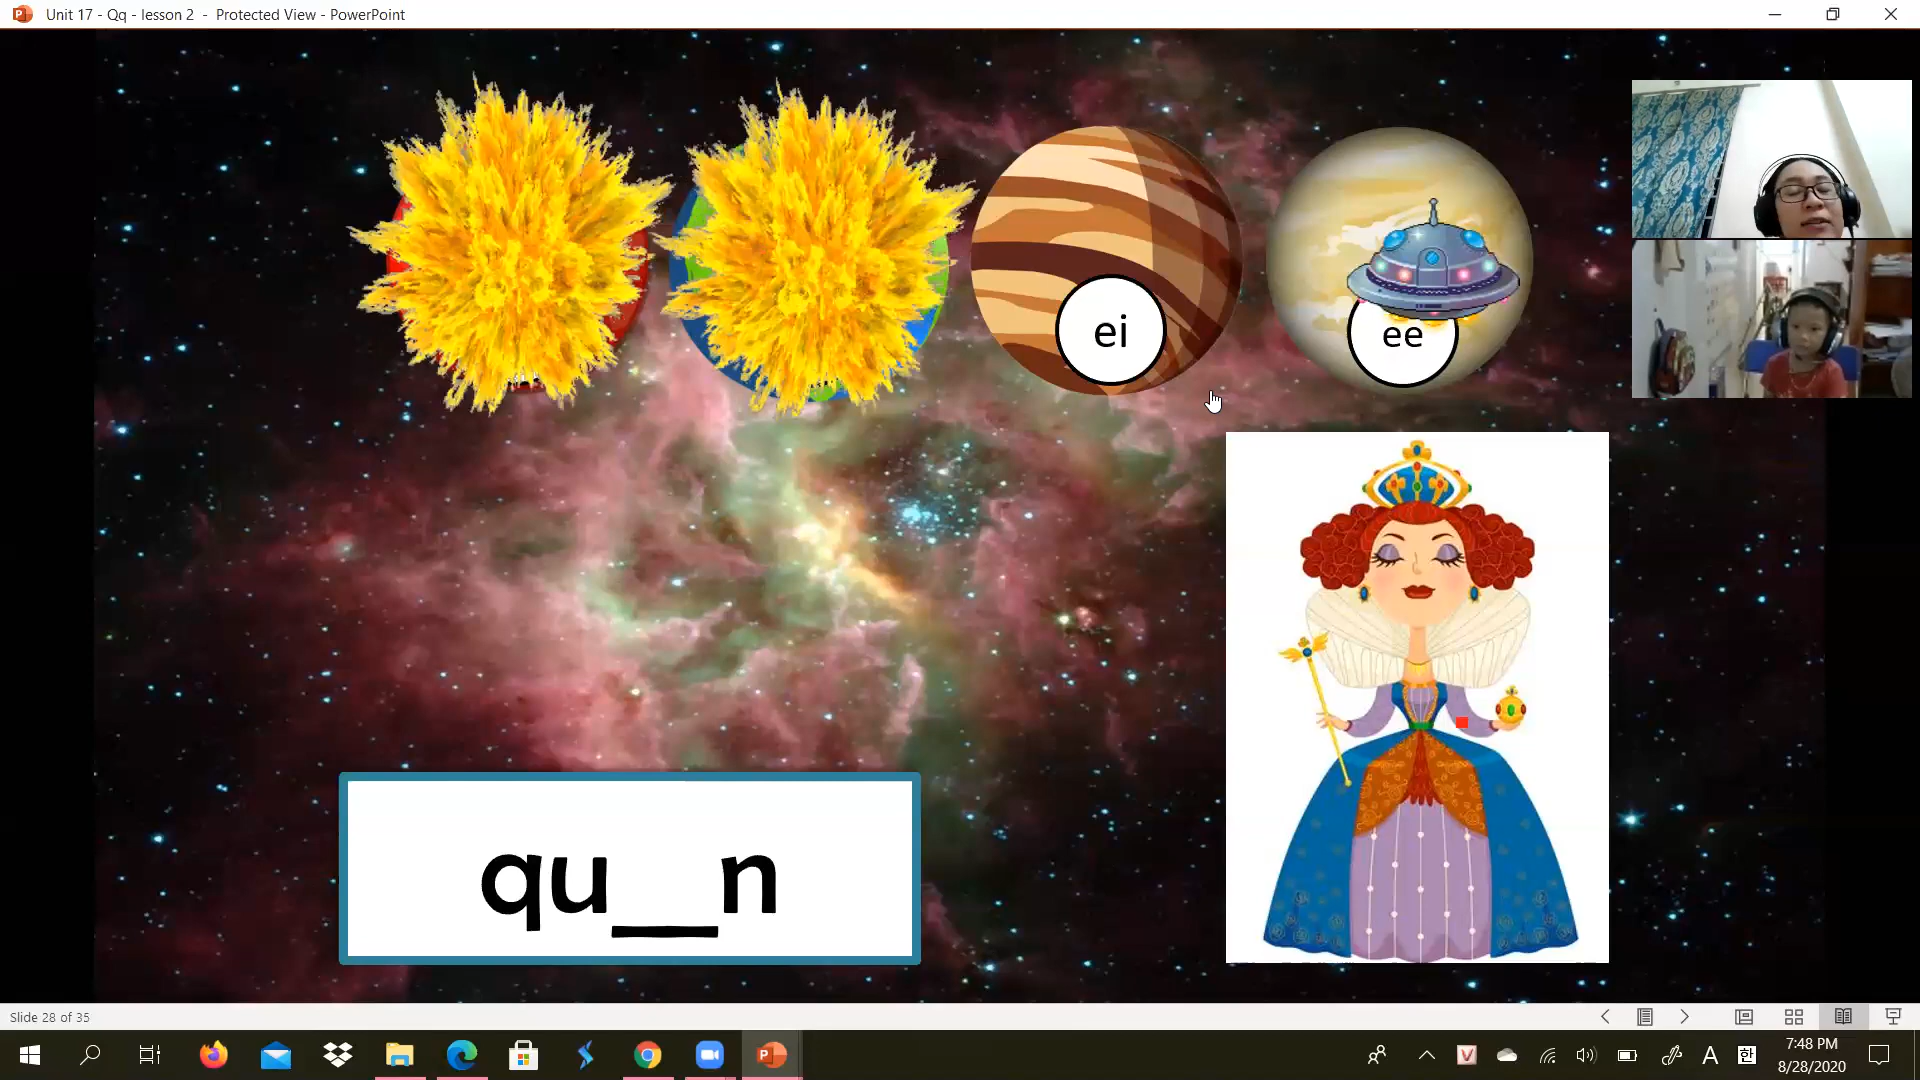 Unit 17 - Qq - lesson 2 - Protected View - PowerPoint
ei
ee
qu__n
Slide 28 of 35
A
한
7:48 PM
8/28/2020